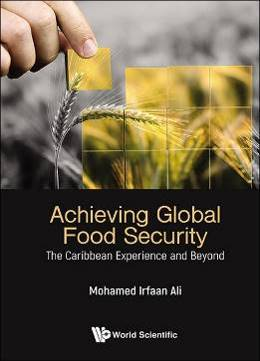 Achieving Global
Food Security
The Caribbean Experience and Beyond
Mohamed Irfaan Ali
World Scientific